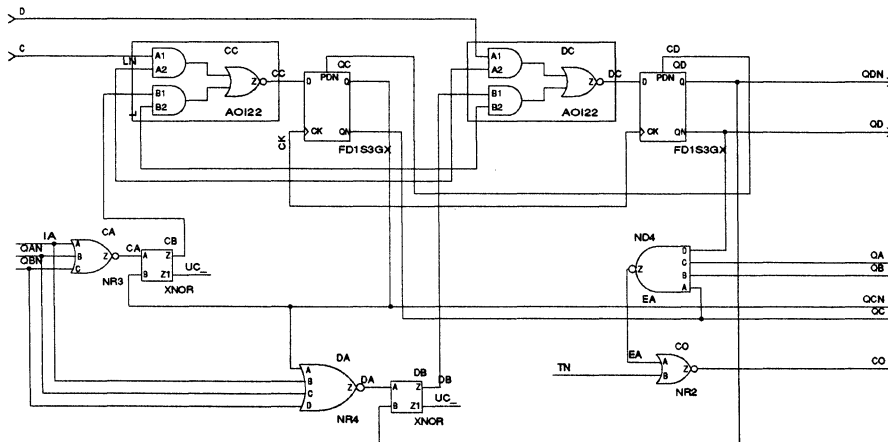 D
CC
DC
CD
C
LN
A1
A2
CC
QC
PDN
Q
A1
A2
DC
QD
PDN
Q
QDN
B1
B2
L
AOI22
CK
CK
QN
FD1S3GX
B1
B2
AOI22
CK
QN
FD1S3GX
QD
IA
CA
CB
QAN
A
B
C
Z
CA
A
Z
QBN
NR3
B
Z1
UC_
XNOR
ND4
Z
D
C
B
A
EA
QA
QB
QCN
QC
DA
A
B
C
D
Z
DA
NR4
DB
A
Z
DB
B
Z1
UC_
XNOR
EA
CO
A
B
Z
TN
NR2
CO